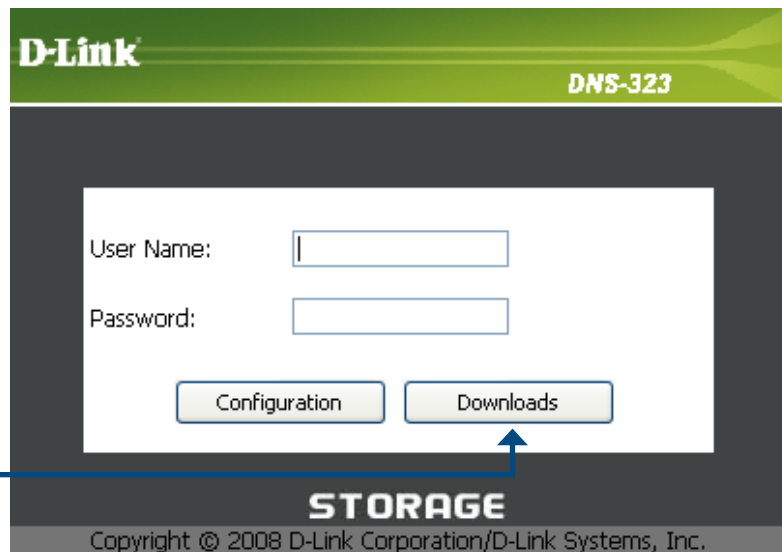 D-Link
DNS-323
User Name:
Password:
Configuration Downloads
STORAGE
Copyright © 2008 D-Link Corporation/D-Link Systems, Inc.